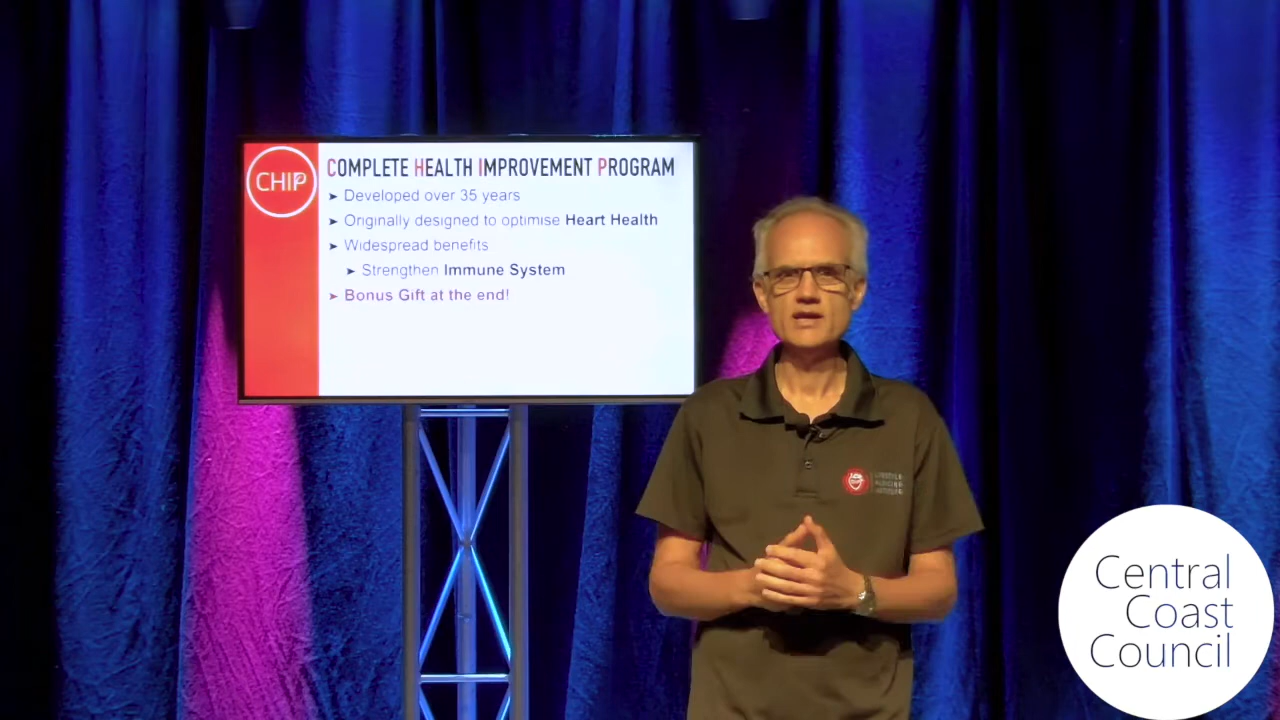 CHIP
COMPLETE HEALTH IMPROVEMENT PROGRAM
➤ Developed over 35 years
➤ Originally designed to optimise Heart Health
➤ Widespread benefits
➤ Strengthen Immune System
➤ Bonus Gift at the end!
Central
Coast
Council